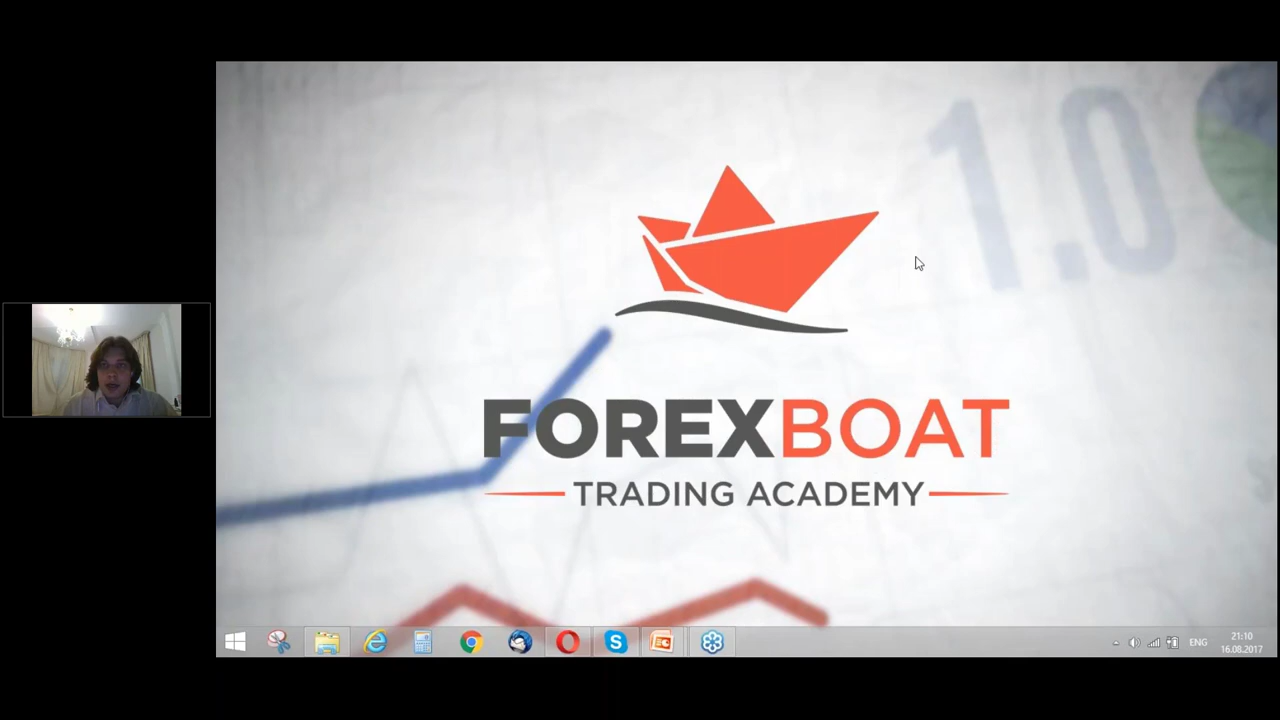 1.0
FOREXBOAT
TRADING ACADEMY
ENG
21:10
16.08.2017